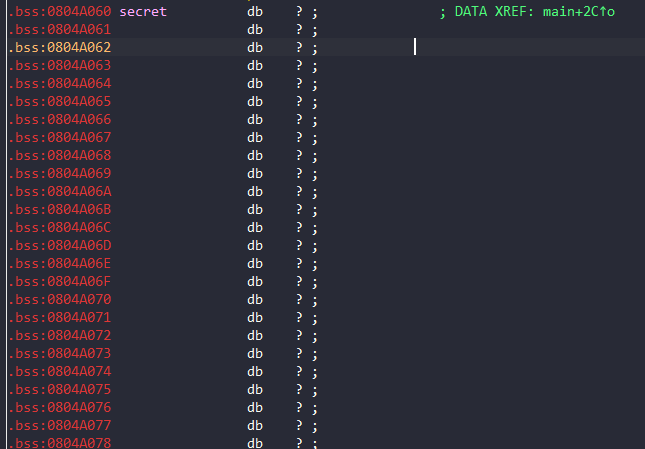 .bss:0804A060 secret db ? ; ; DATA XREF: main+2C↑o
.bss:0804A061 db ? ;
.bss:0804A062 db ? ;
.bss:0804A063 db ? ;
.bss:0804A064 db ? ;
.bss:0804A065 db ? ;
.bss:0804A066 db ? ;
.bss:0804A067 db ? ;
.bss:0804A068 db ? ;
.bss:0804A069 db ? ;
.bss:0804A06A db ? ;
.bss:0804A06B db ? ;
.bss:0804A06C db ? ;
.bss:0804A06D db ? ;
.bss:0804A06E db ? ;
.bss:0804A06F db ? ;
.bss:0804A070 db ? ;
.bss:0804A071 db ? ;
.bss:0804A072 db ? ;
.bss:0804A073 db ? ;
.bss:0804A074 db ? ;
.bss:0804A075 db ? ;
.bss:0804A076 db ? ;
.bss:0804A077 db ? ;
.bss:0804A078 db ? ;